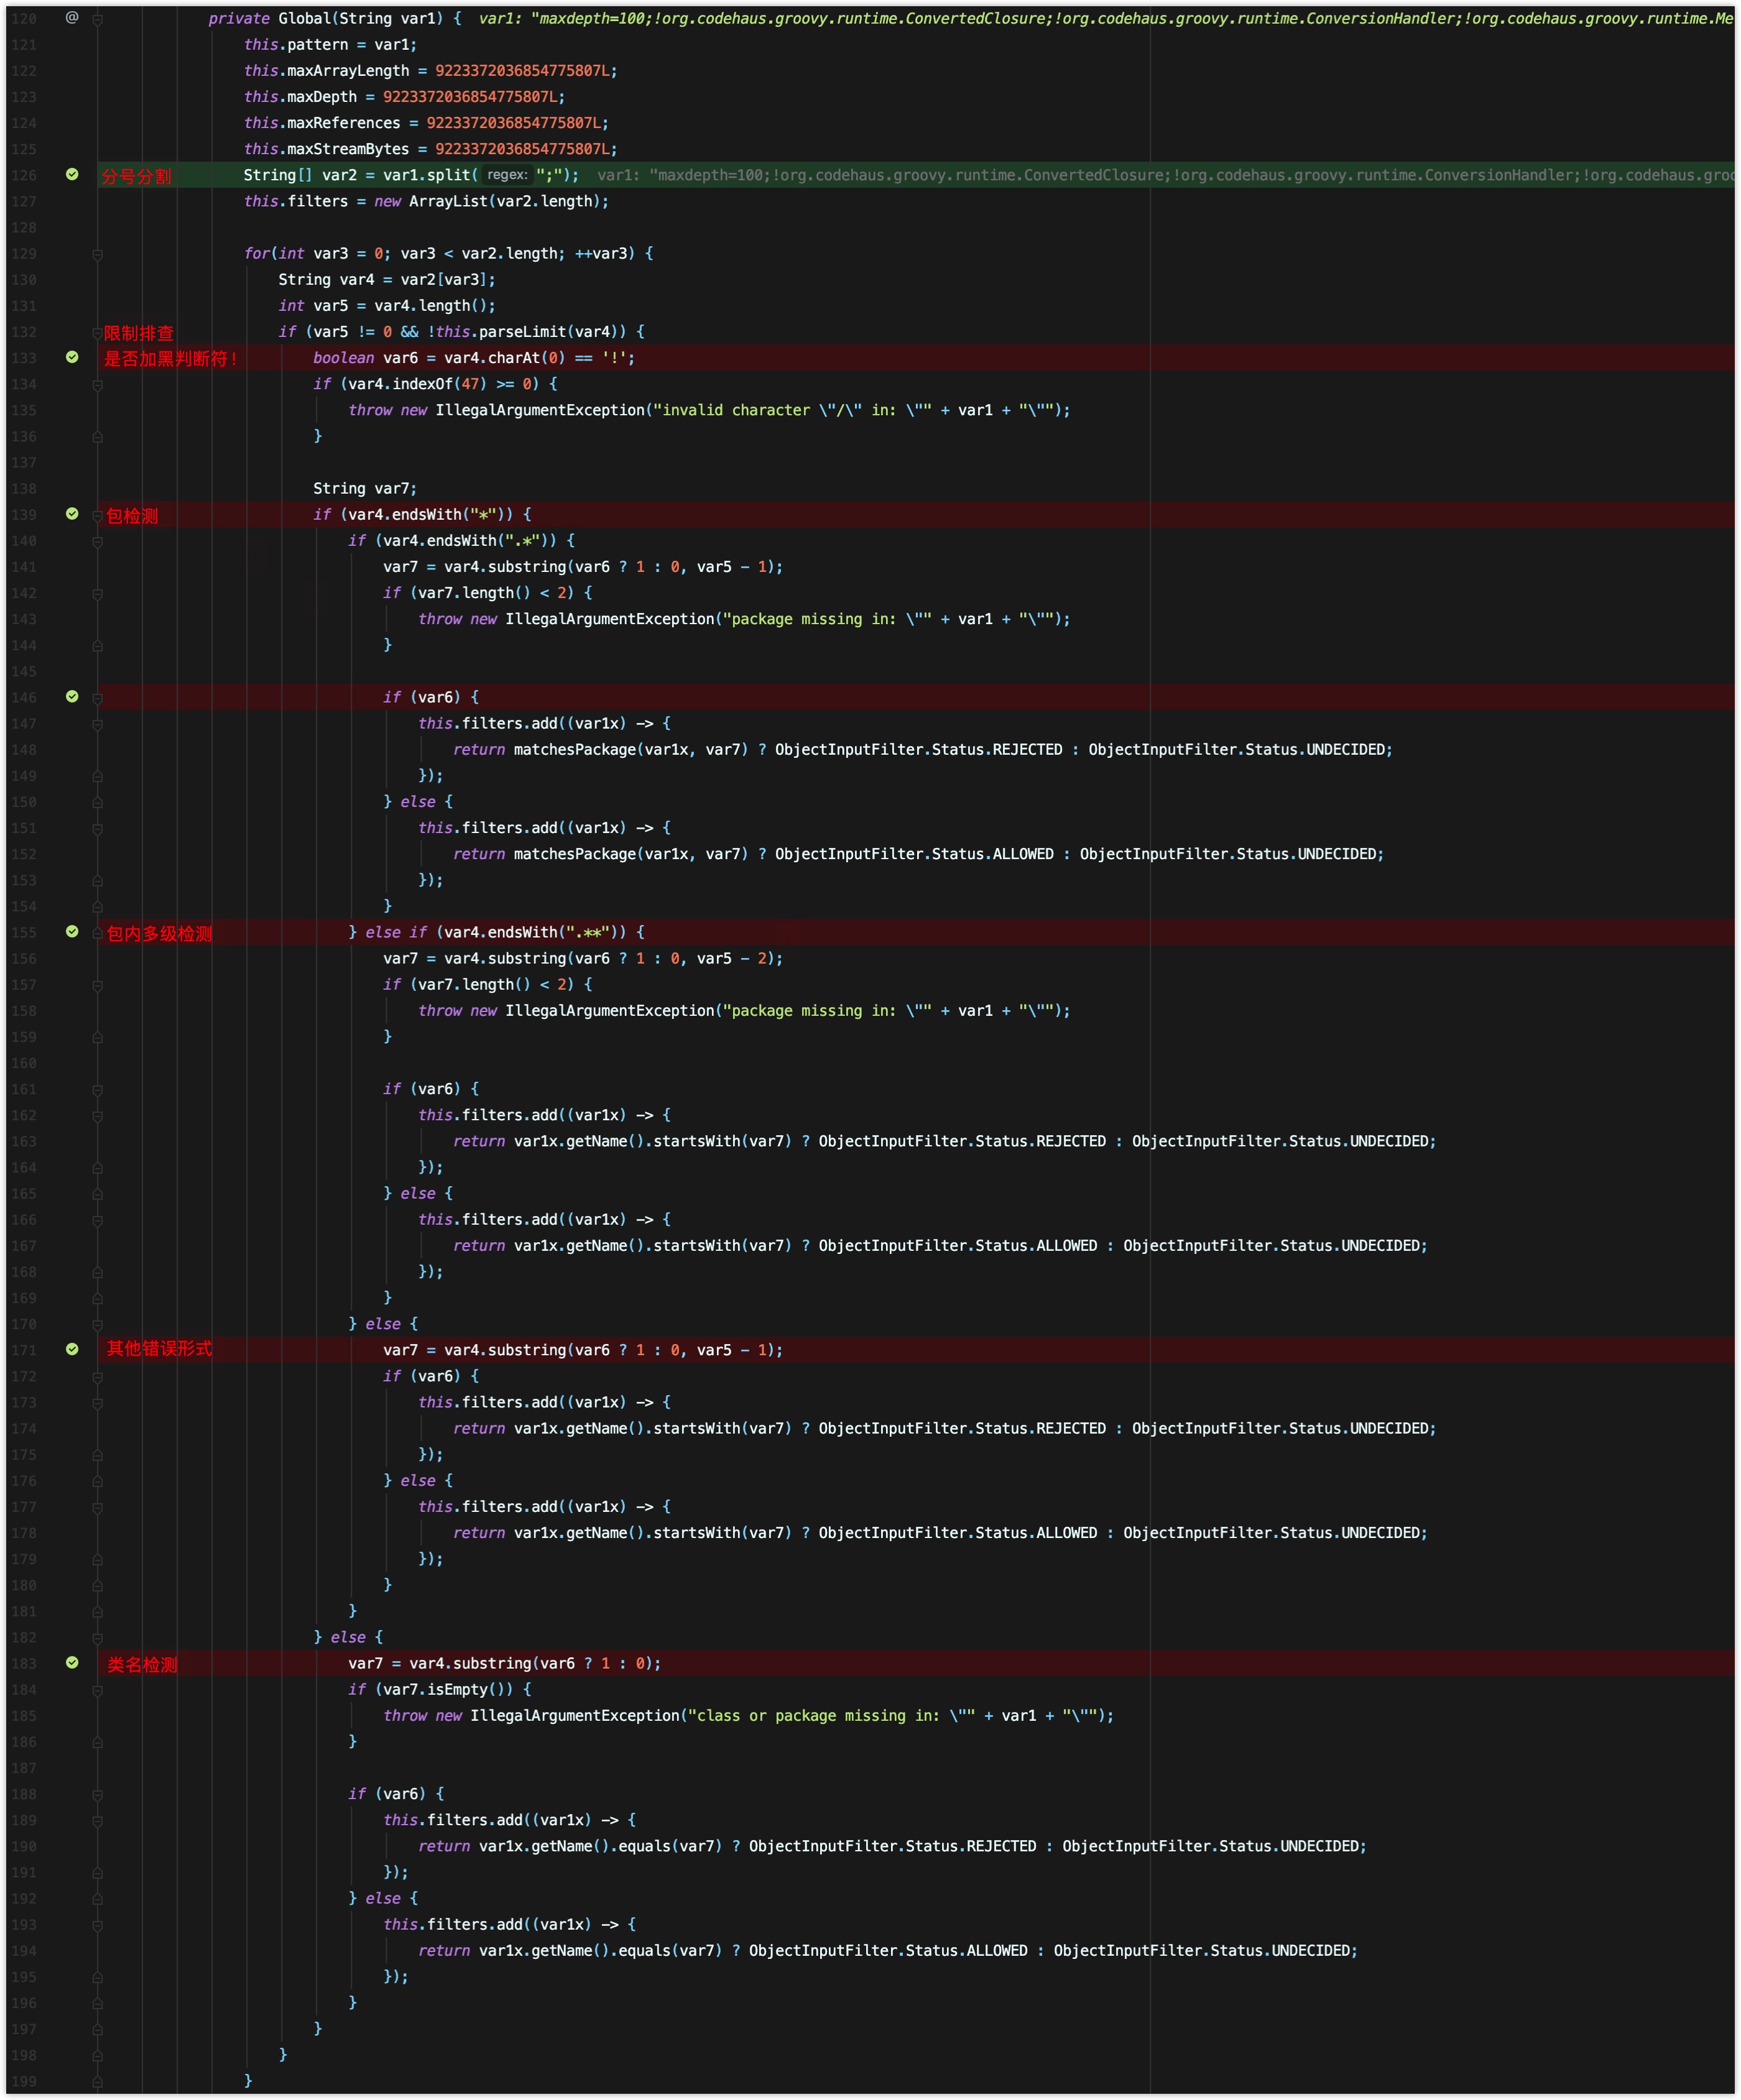 120 @ private Global(String var1) { var1: "maxdepth=100;!org.codehaus.groovy.runtime.ConvertedClosure;!org.codehaus.groovy.runtime.ConversionHandler;!org.codehaus.groovy.runtime.Me
121 this.pattern = var1;
122 this.maxArrayLength = 9223372036854775807L;
123 this.maxDepth = 9223372036854775807L;
124 this.maxReferences = 9223372036854775807L;
125 this.maxStreamBytes = 9223372036854775807L;
126 分号分割 String[] var2 = var1.split( regex: ";"); var1: "maxdepth=100;!org.codehaus.groovy.runtime.ConvertedClosure;!org.codehaus.groovy.runtime.ConversionHandler;!org.codehaus.groo
127 this.filters = new ArrayList(var2.length);
128
129 for(int var3 = 0; var3 < var2.length; ++var3) {
130 String var4 = var2[var3];
131 int var5 = var4.length();
132 限制排查 if (var5 != 0 && !this.parseLimit(var4)) {
133 是否加黑判断符! boolean var6 = var4.charAt(0) == '!';
134 if (var4.indexOf(47) >= 0) {
135 throw new IllegalArgumentException("invalid character \"/\" in: \"" + var1 + "\"");
136 }
137
138 String var7;
139 包检测 if (var4.endsWith("*")) {
140 if (var4.endsWith(".*")) {
141 var7 = var4.substring(var6 ? 1 : 0, var5 - 1);
142 if (var7.length() < 2) {
143 throw new IllegalArgumentException("package missing in: \"" + var1 + "\"");
144 }
145
146 if (var6) {
147 this.filters.add((var1x) -> {
148 return matchesPackage(var1x, var7) ? ObjectInputFilter.Status.REJECTED : ObjectInputFilter.Status.UNDECIDED;
149 });
150 } else {
151 this.filters.add((var1x) -> {
152 return matchesPackage(var1x, var7) ? ObjectInputFilter.Status.ALLOWED : ObjectInputFilter.Status.UNDECIDED;
153 });
154 }
155 包内多级检测 } else if (var4.endsWith(".**")) {
156 var7 = var4.substring(var6 ? 1 : 0, var5 - 2);
157 if (var7.length() < 2) {
158 throw new IllegalArgumentException("package missing in: \"" + var1 + "\"");
159 }
160
161 if (var6) {
162 this.filters.add((var1x) -> {
163 return var1x.getName().startsWith(var7) ? ObjectInputFilter.Status.REJECTED : ObjectInputFilter.Status.UNDECIDED;
164 });
165 } else {
166 this.filters.add((var1x) -> {
167 return var1x.getName().startsWith(var7) ? ObjectInputFilter.Status.ALLOWED : ObjectInputFilter.Status.UNDECIDED;
168 });
169 }
170 } else {
171 其他错误形式 var7 = var4.substring(var6 ? 1 : 0, var5 - 1);
172 if (var6) {
173 this.filters.add((var1x) -> {
174 return var1x.getName().startsWith(var7) ? ObjectInputFilter.Status.REJECTED : ObjectInputFilter.Status.UNDECIDED;
175 });
176 } else {
177 this.filters.add((var1x) -> {
178 return var1x.getName().startsWith(var7) ? ObjectInputFilter.Status.ALLOWED : ObjectInputFilter.Status.UNDECIDED;
179 });
180 }
181 }
182 } else {
183 类名检测 var7 = var4.substring(var6 ? 1 : 0);
184 if (var7.isEmpty()) {
185 throw new IllegalArgumentException("class or package missing in: \"" + var1 + "\"");
186 }
187
188 if (var6) {
189 this.filters.add((var1x) -> {
190 return var1x.getName().equals(var7) ? ObjectInputFilter.Status.REJECTED : ObjectInputFilter.Status.UNDECIDED;
191 });
192 } else {
193 this.filters.add((var1x) -> {
194 return var1x.getName().equals(var7) ? ObjectInputFilter.Status.ALLOWED : ObjectInputFilter.Status.UNDECIDED;
195 });
196 }
197 }
198 }
199 }